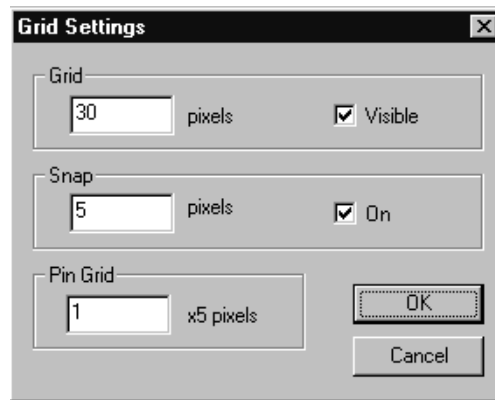 Grid Settings
Grid
30 pixels Visible
Snap
5 pixels On
Pin Grid
1 x5 pixels
OK
Cancel